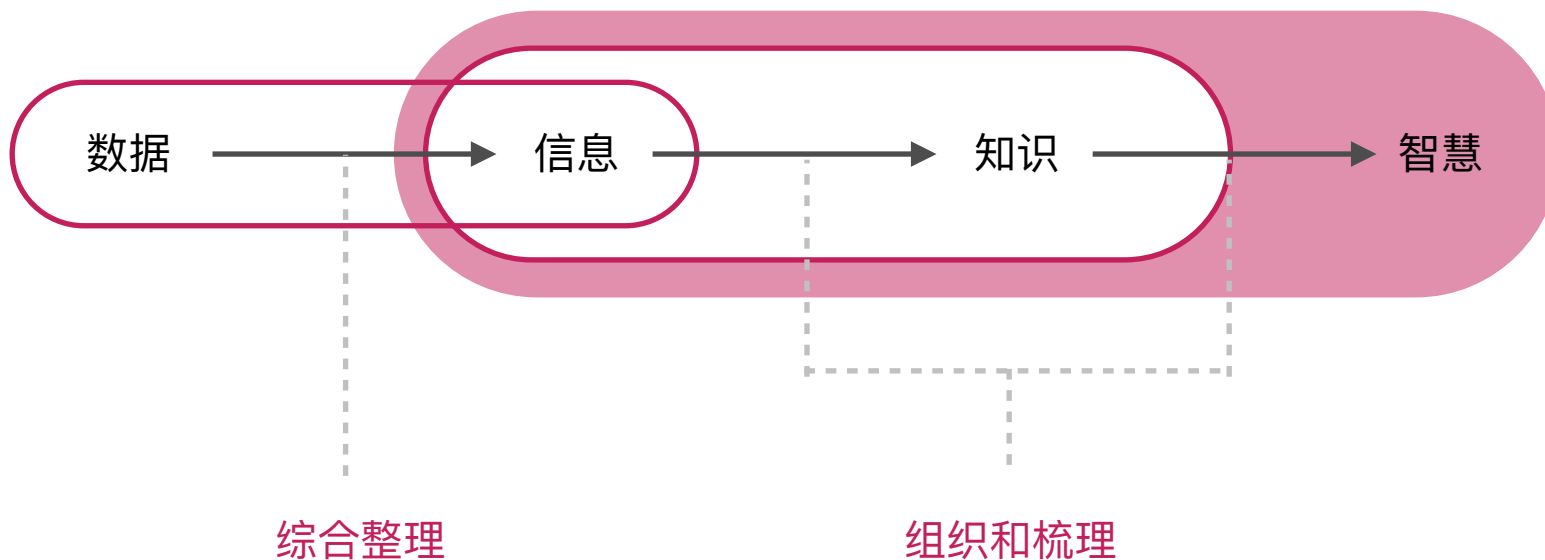 数据
信息
知识
智慧
综合整理
组织和梳理